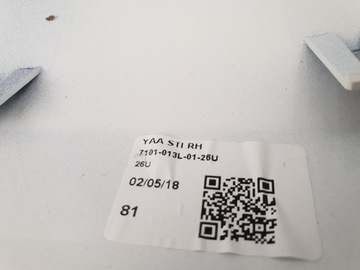 YAA STI RH
7101-013L-01-26U
26U
02/05/18
81